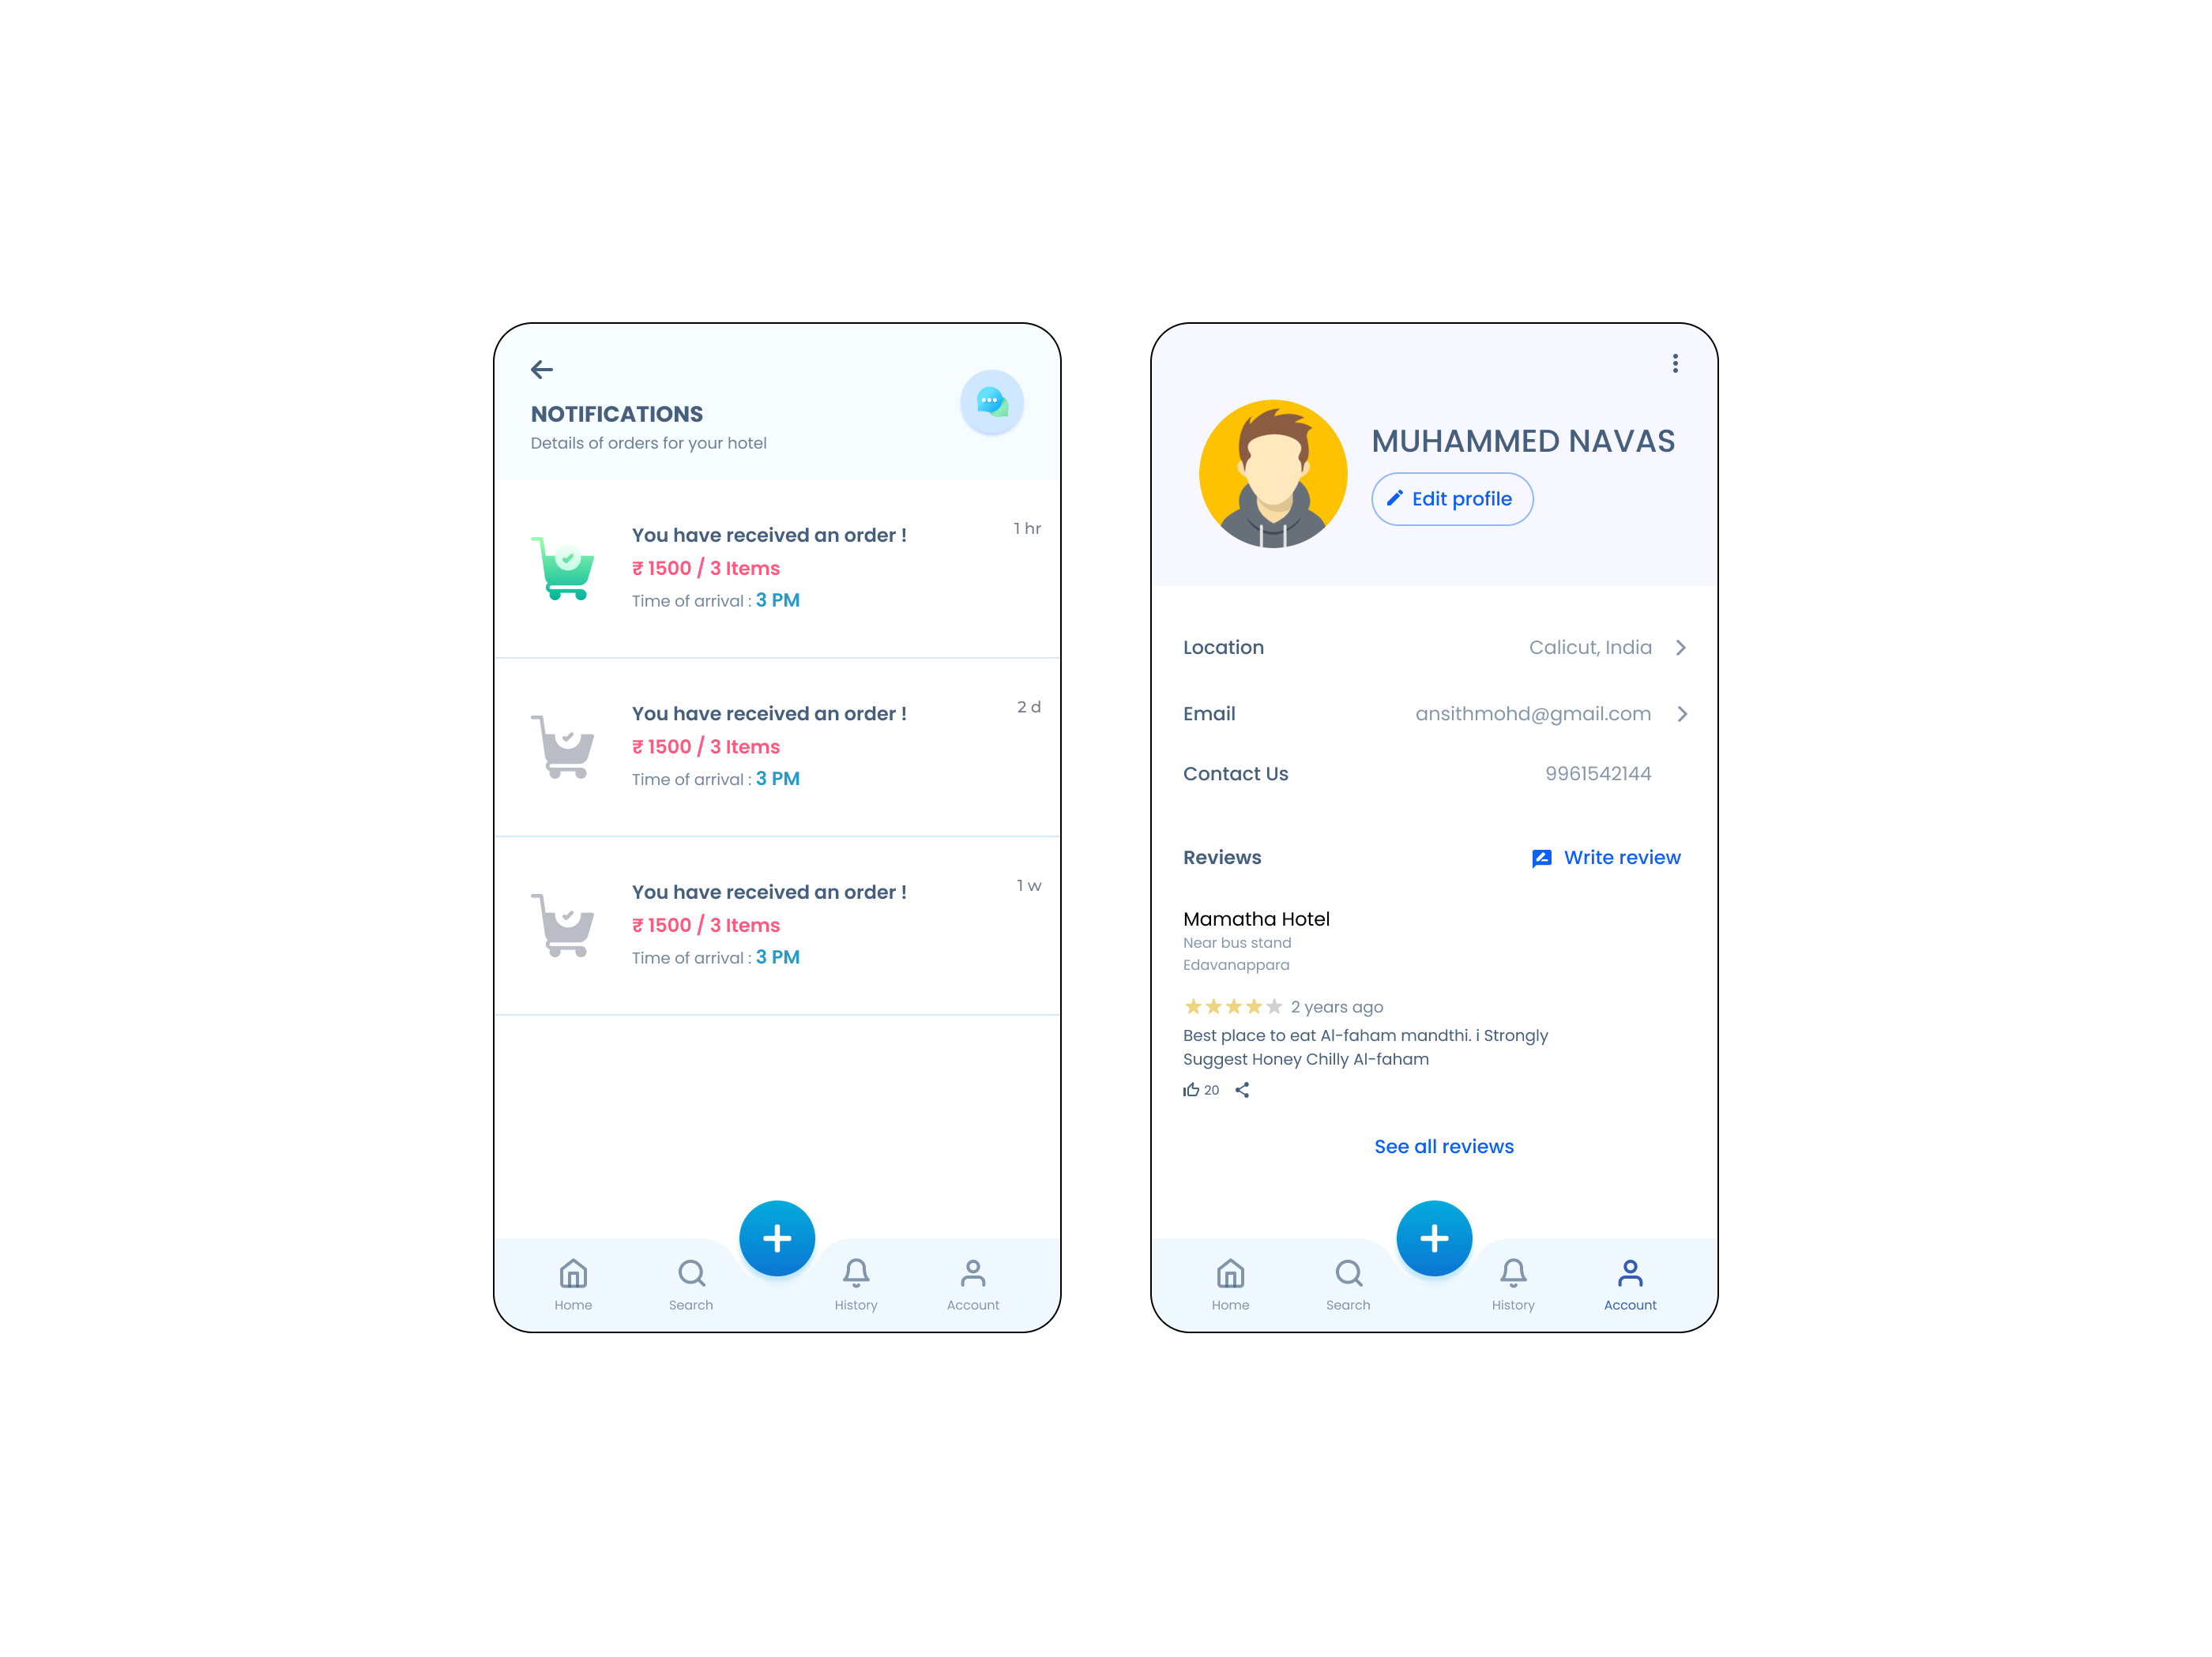 NOTIFICATIONS
Details of orders for your hotel
You have received an order !
1 hr
₹ 1500 / 3 Items
Time of arrival : 3 PM
You have received an order !
2 d
₹ 1500 / 3 Items
Time of arrival : 3 PM
You have received an order !
1 w
₹ 1500 / 3 Items
Time of arrival : 3 PM
Home
Search
History
Account
MUHAMMED NAVAS
Edit profile
Location
Calicut, India
Email
ansithmohd@gmail.com
Contact Us
9961542144
Reviews
Write review
Mamatha Hotel
Near bus stand
Edavanappara
2 years ago
Best place to eat Al-faham mandthi. i Strongly
Suggest Honey Chilly Al-faham
20
See all reviews
Home
Search
History
Account